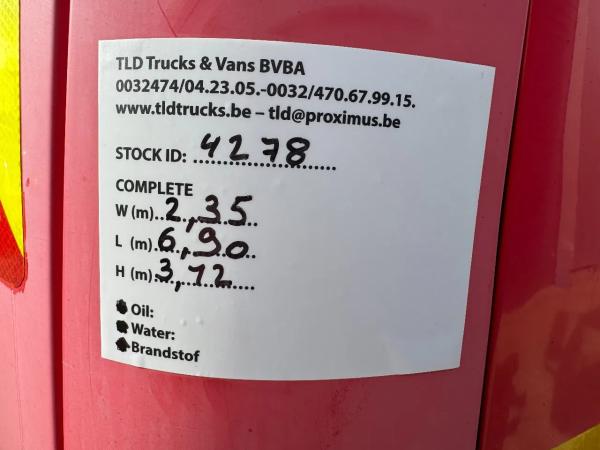 TLD Trucks & Vans BVBA
0032474/04.23.05.-0032/470.67.99.15.
www.tldtrucks.be – tld@proximus.be
STOCK ID: 4278
COMPLETE
W (m)..2,35..
L (m).6,90..
H (m).3,12....
Oil:
Water:
Brandstof